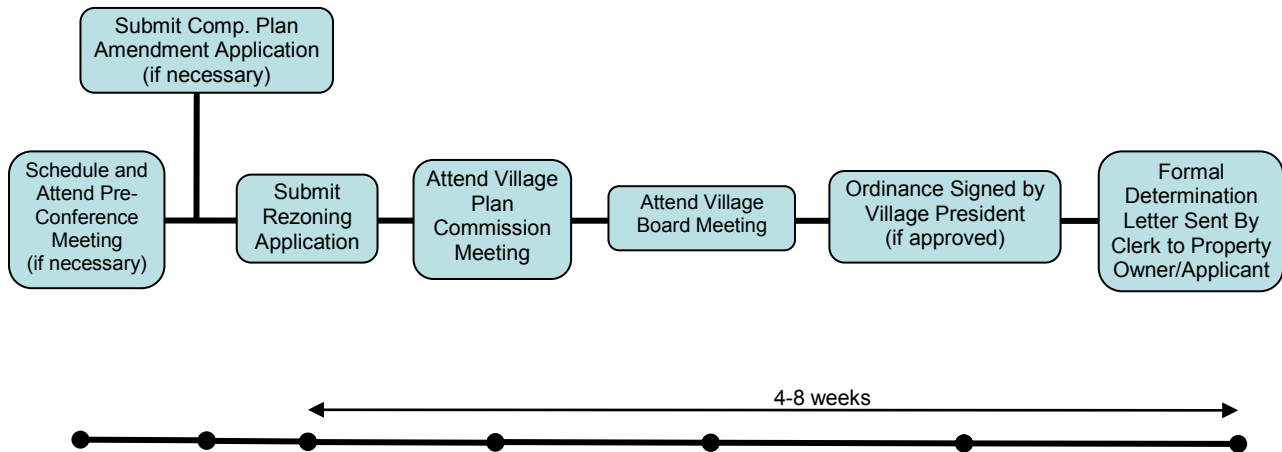 Submit Comp. Plan
Amendment Application
(if necessary)
Schedule and
Attend Pre-
Conference
Meeting
(if necessary)
Submit
Rezoning
Application
Attend Village
Plan
Commission
Meeting
Attend Village
Board Meeting
Ordinance Signed by
Village President
(if approved)
Formal
Determination
Letter Sent By
Clerk to Property
Owner/Applicant
4-8 weeks